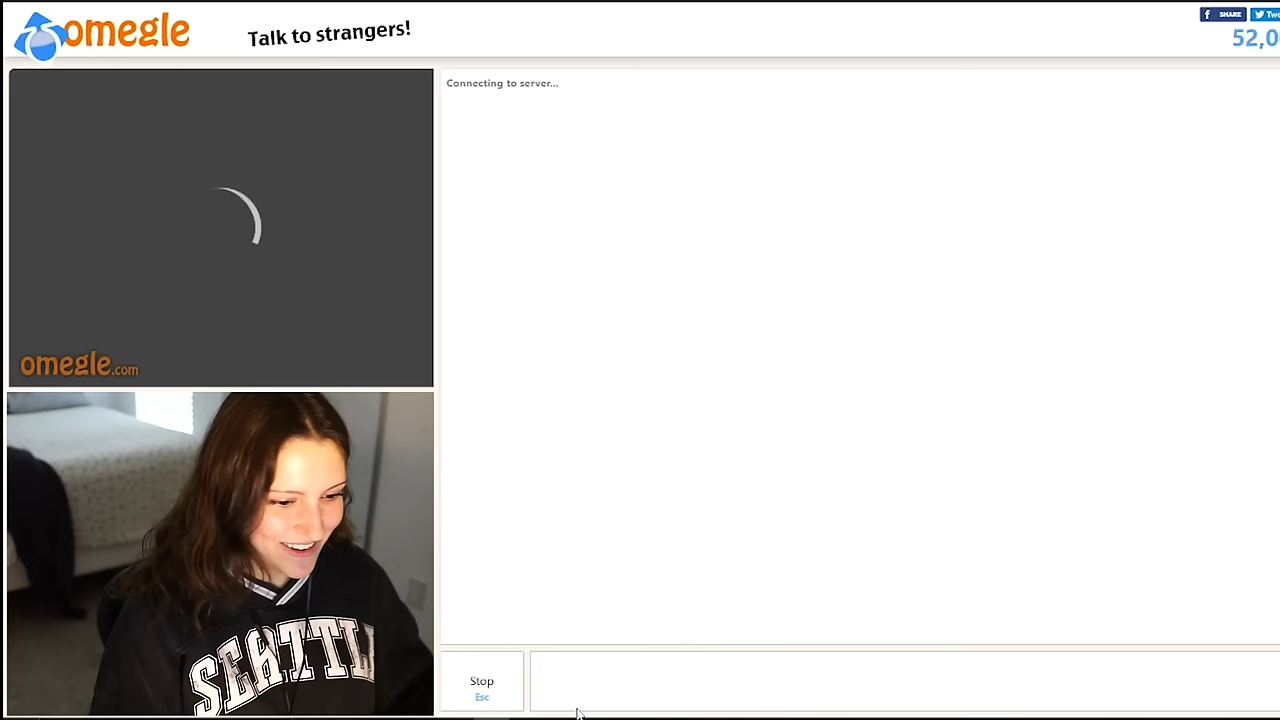 omegle
Talk to strangers!
SHARE
52,0
Connecting to server...
omegle.com
SEATTL
Stop
Esc